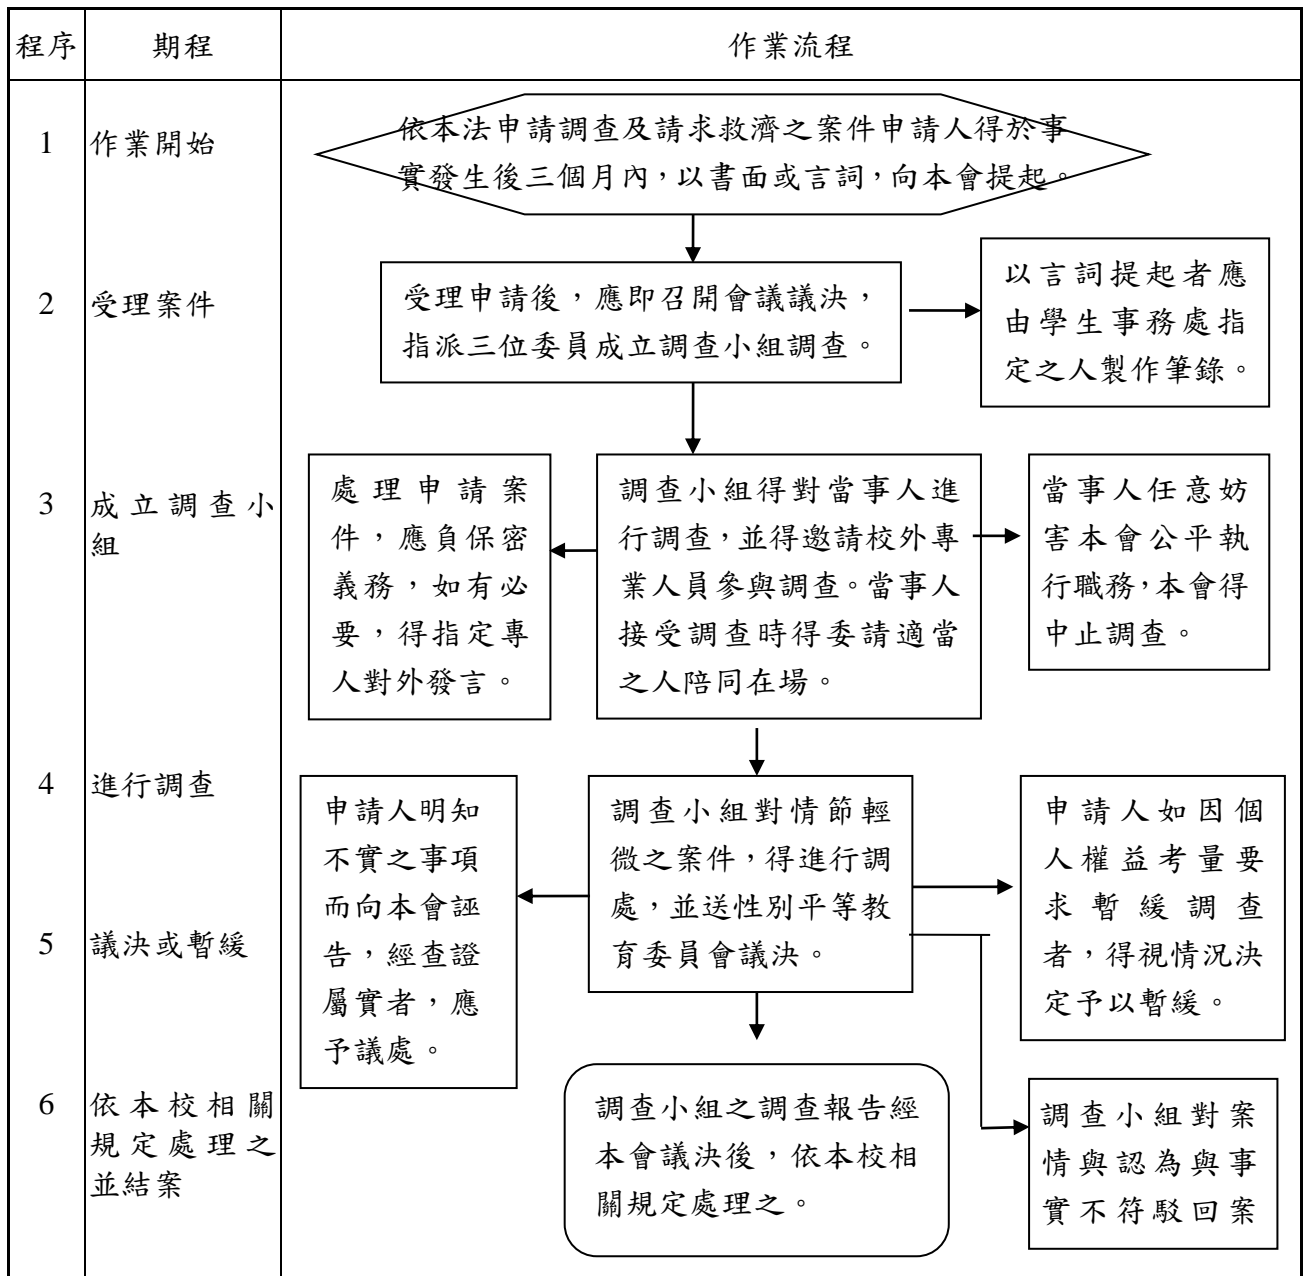 程序 期程 作業流程
1 作業開始
依本法申請調查及請求救濟之案件申請人得於事
實發生後三個月內，以書面或言詞，向本會提起。
2 受理案件
受理申請後，應即召開會議議決，
指派三位委員成立調查小組調查。
以言詞提起者應
由學生事務處指
定之人製作筆錄。
3 成立調查小
組
處理申請案
件，應負保密
義務，如有必
要，得指定專
人對外發言。
調查小組得對當事人進
行調查，並得邀請校外專
業人員參與調查。當事人
接受調查時得委請適當
之人陪同在場。
當事人任意妨
害本會公平執
行職務，本會得
中止調查。
4 進行調查
申請人明知
不實之事項
而向本會誣
告，經查證
屬實者，應
予議處。
調查小組對情節輕
微之案件，得進行調
處，並送性別平等教
育委員會議決。
申請人如因個
人權益考量要
求暫緩調查
者，得視情況決
定予以暫緩。
5 議決或暫緩
6 依本校相關
規定處理之
並結案
調查小組之調查報告經
本會議決後，依本校相
關規定處理之。
調查小組對案
情與認為與事
實不符駁回案